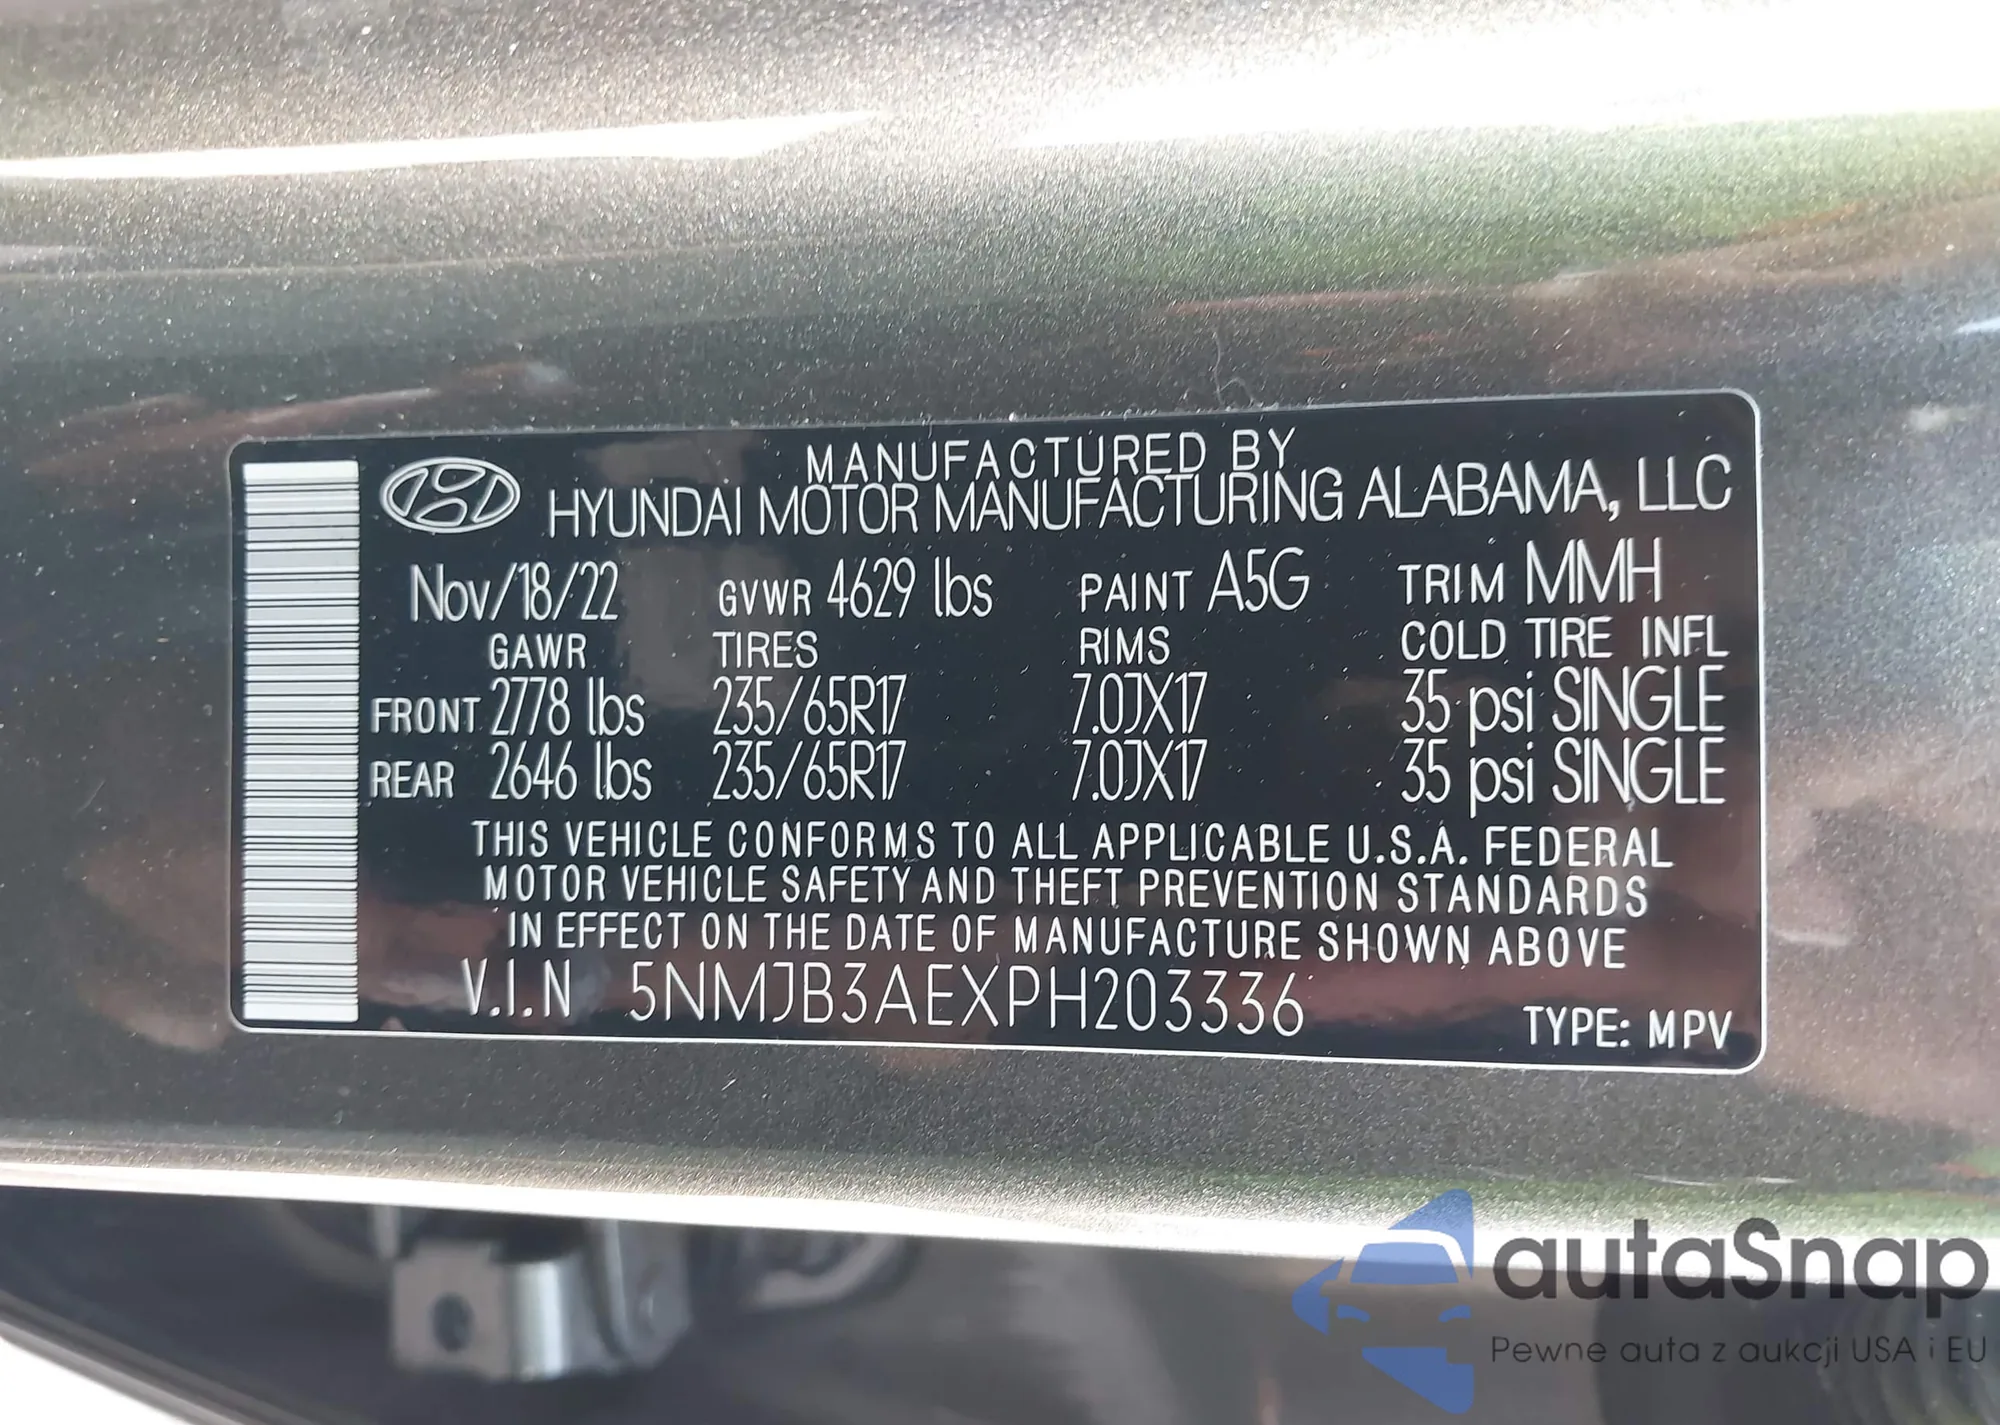 MANUFACTURED BY
HYUNDAI MOTOR MANUFACTURING ALABAMA, LLC
Nov/18/22 GVWR 4629 lbs PAINT A5G TRIM MMH
GAWR TIRES RIMS COLD TIRE INFL
FRONT 2778 lbs 235/65R17 7.0JX17 35 psi SINGLE
REAR 2646 lbs 235/65R17 7.0JX17 35 psi SINGLE
THIS VEHICLE CONFORMS TO ALL APPLICABLE U.S.A. FEDERAL
MOTOR VEHICLE SAFETY AND THEFT PREVENTION STANDARDS
IN EFFECT ON THE DATE OF MANUFACTURE SHOWN ABOVE
V.I.N 5NMJB3AEXPH203336
TYPE: MPV
autaSnap
Pewne auta z aukcji USA i EU